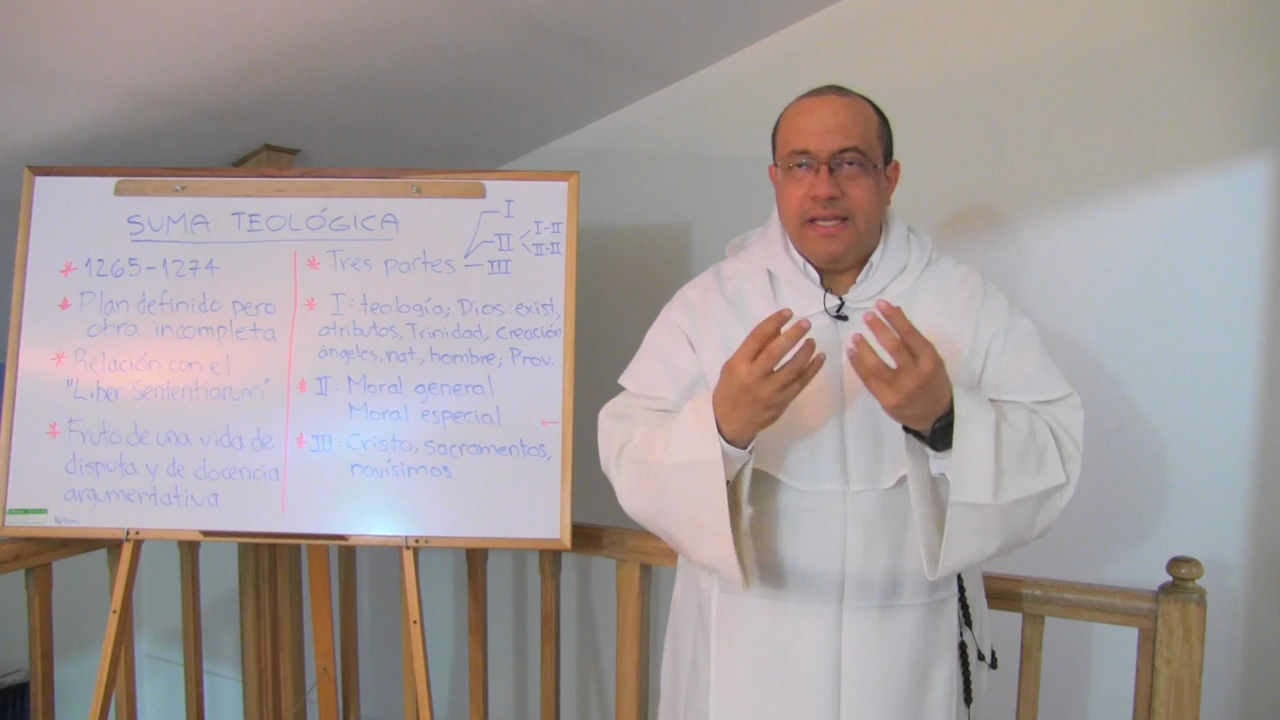 SUMA TEOLÓGICA
* 1265-1274
* Plan definido pero
obra incompleta
* Relación con el
"Liber Sententiarum"
* Fruto de una vida de
disputa y de docencia
argumentativa
* Tres partes
I
II
I-II
II-II
III
* I: teología; Dios: exist,
atributos, Trinidad, Creación
ángeles, nat., hombre, Prov.
* II: Moral general
Moral especial
* III: Cristo, sacramentos,
novísimos